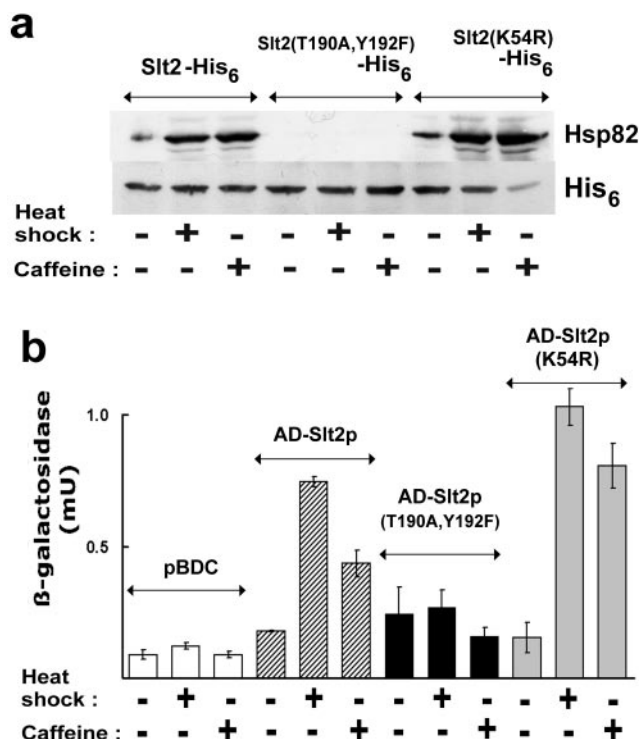 a
Slt2-His6
Slt2(T190A,Y192F)
-His6
Slt2(K54R)
-His6
Hsp82
His6
Heat
shock : - + - - + - - + -
Caffeine : - - + - - + - - +
b
ß-galactosidase
(mU)
1.0
0.5
pBDC
AD-Slt2p
AD-Slt2p
(T190A,Y192F)
AD-Slt2p
(K54R)
Heat
shock : - + - - + - - + - - + -
Caffeine : - - + - - + - - + - - +